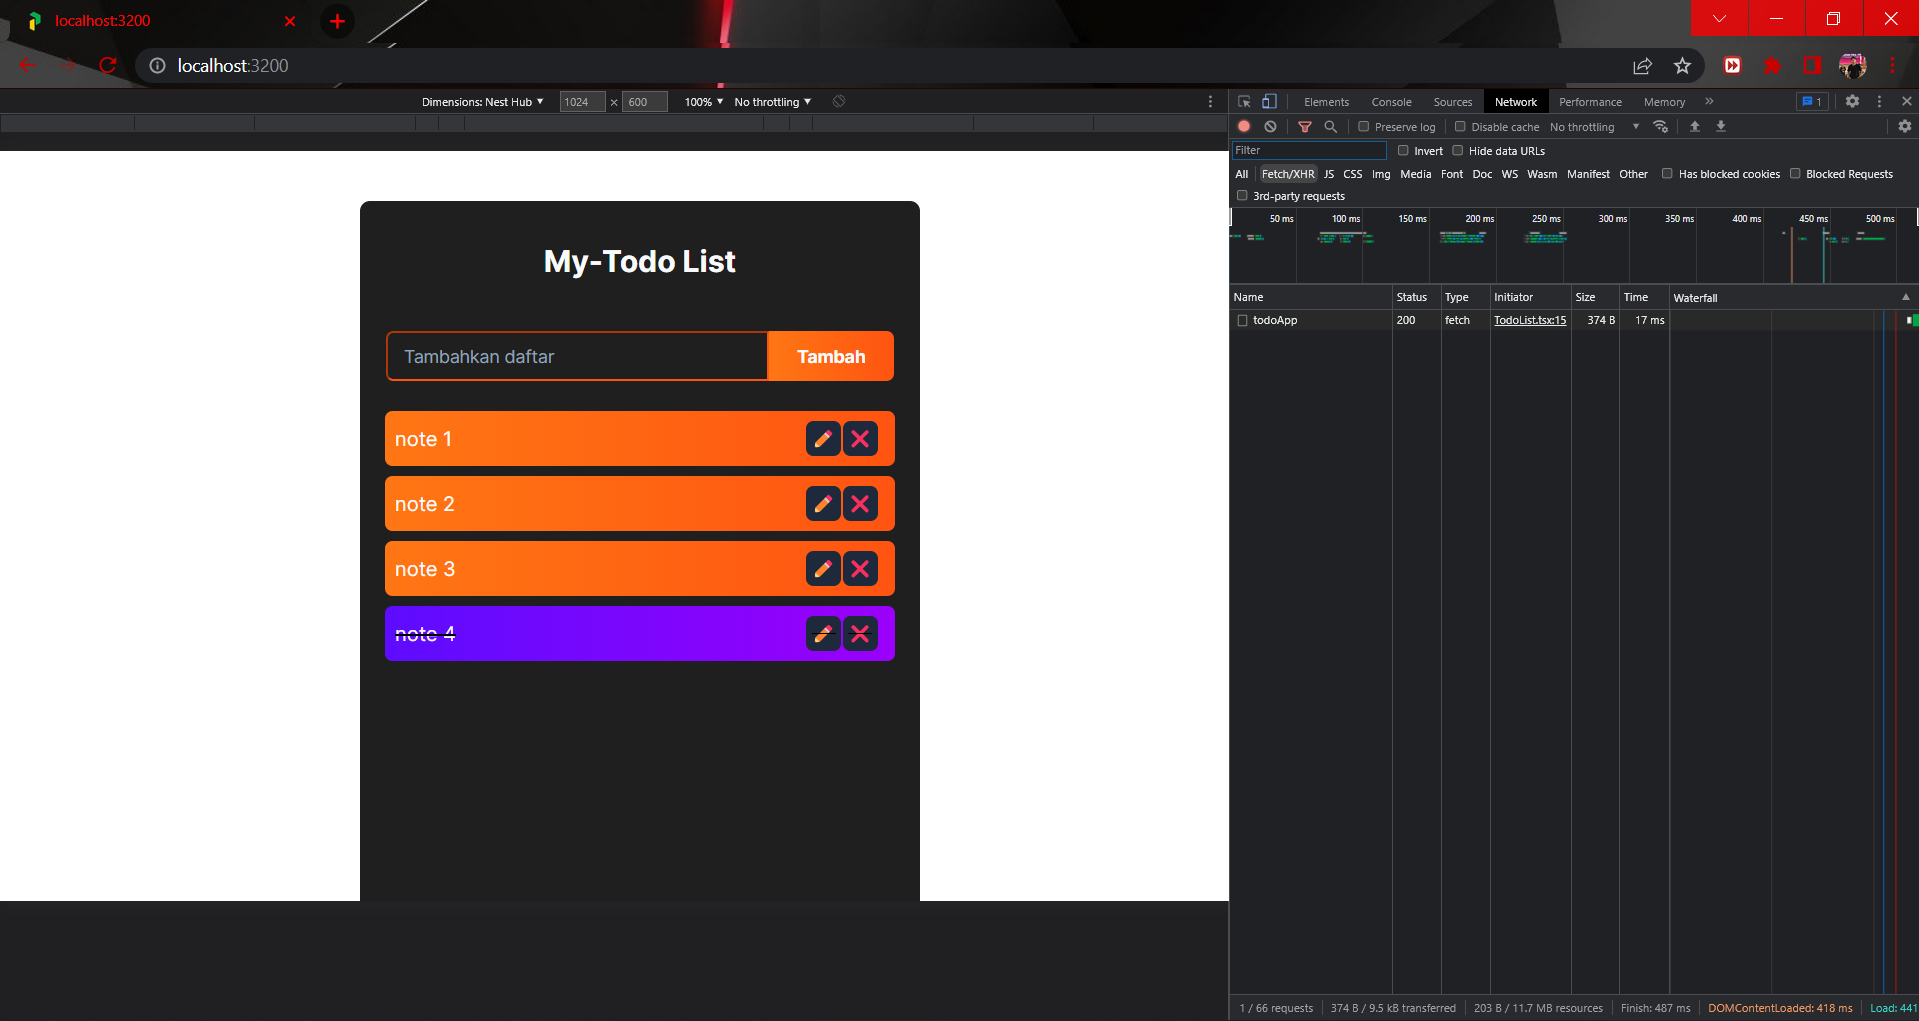 localhost:3200
localhost:3200
Dimensions: Nest Hub 1024 × 600 100% No throttling
Elements Console Sources Network Performance Memory 1
Preserve log Disable cache No throttling
Filter Invert Hide data URLs
All Fetch/XHR JS CSS Img Media Font Doc WS Wasm Manifest Other Has blocked cookies Blocked Requests
3rd-party requests
50 ms 100 ms 150 ms 200 ms 250 ms 300 ms 350 ms 400 ms 450 ms 500 ms
Name Status Type Initiator Size Time Waterfall
todoApp 200 fetch TodoList.tsx:15 374 B 17 ms
My-Todo List
Tambahkan daftar Tambah
note 1
note 2
note 3
note 4
1 / 66 requests 374 B / 9.5 kB transferred 203 B / 11.7 MB resources Finish: 487 ms DOMContentLoaded: 418 ms Load: 441